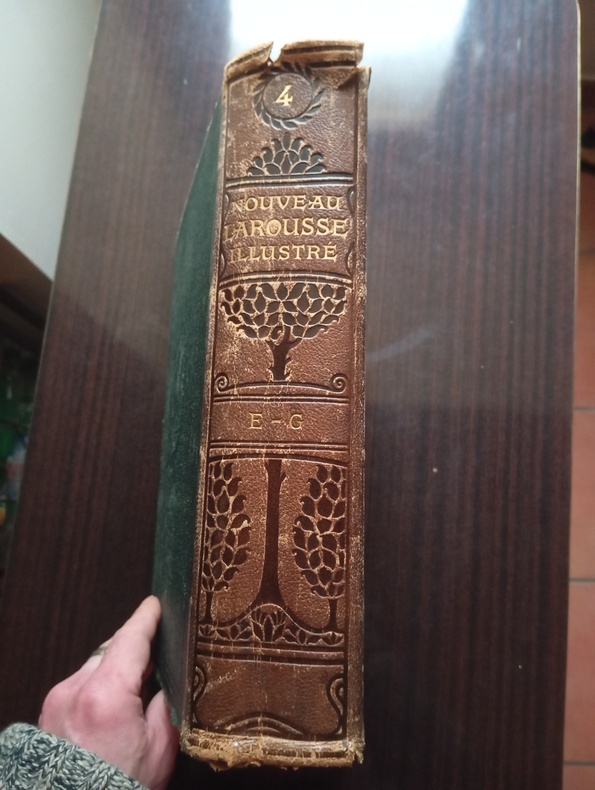 4
NOUVEAU
LAROUSSE
ILLUSTRÉ
E - G